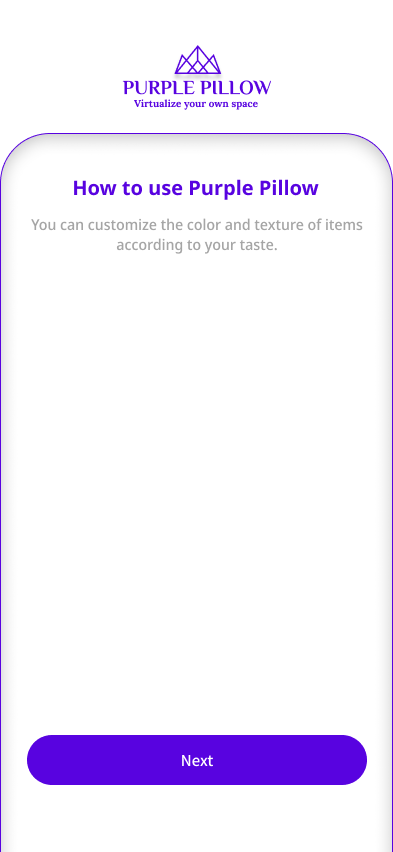 PURPLE PILLOW
Virtualize your own space
How to use Purple Pillow
You can customize the color and texture of items
according to your taste.
Next